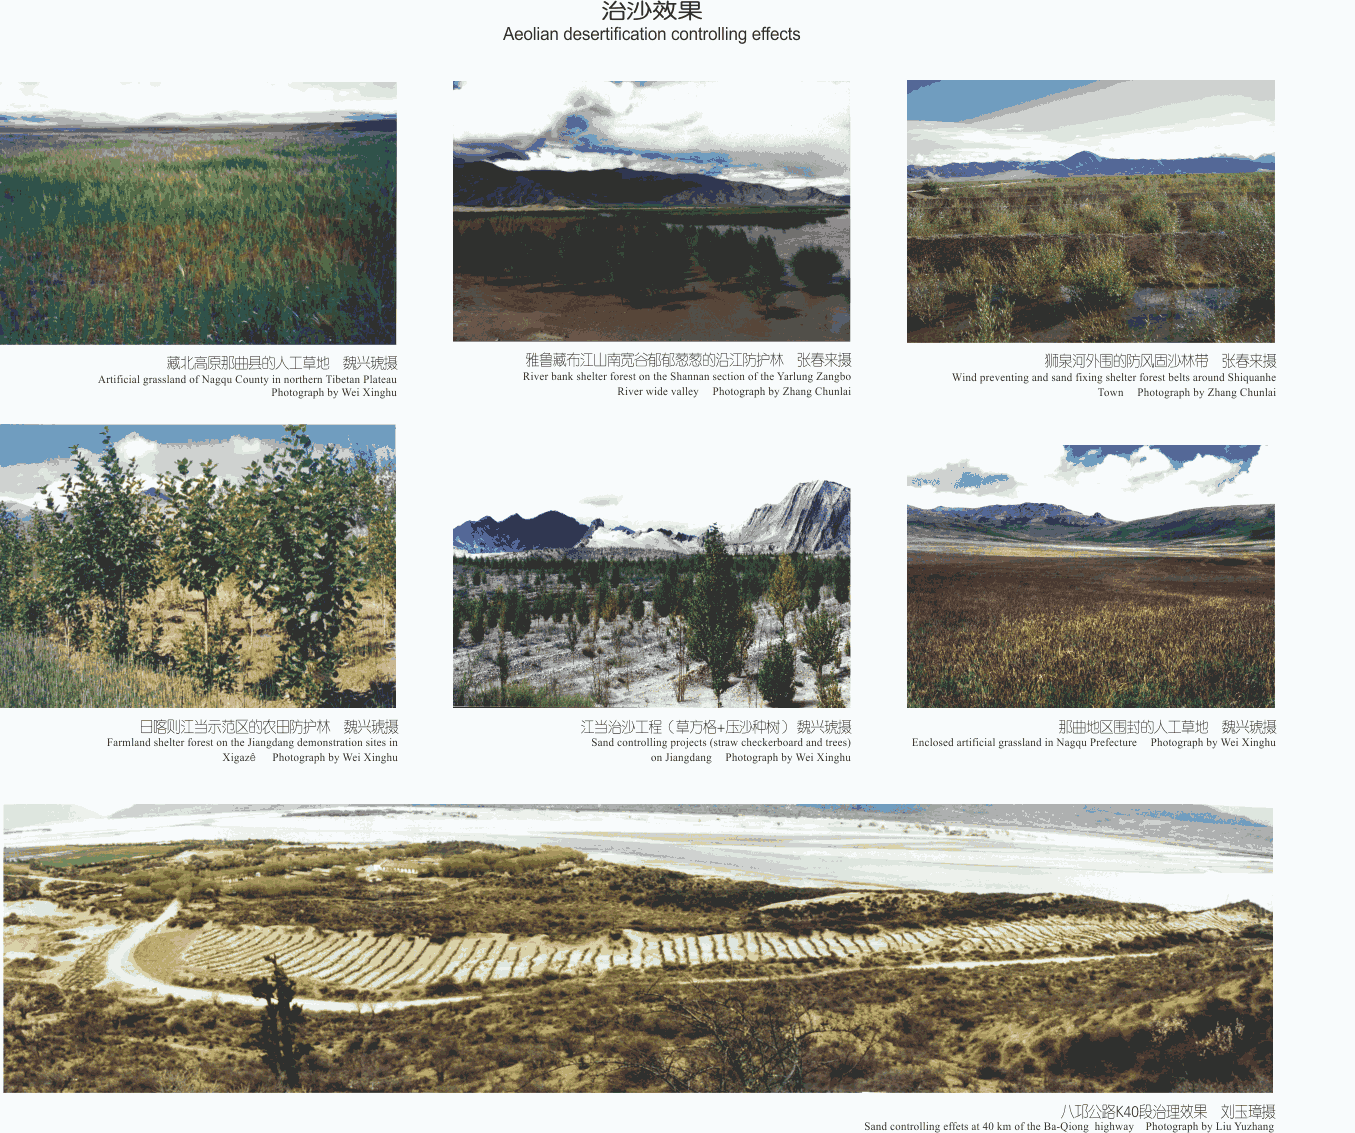 治沙效果
Aeolian desertification controlling effects
藏北高原那曲县的人工草地 魏兴琥摄
Artificial grassland of Nagqu County in northern Tibetan Plateau
Photograph by Wei Xinghu
雅鲁藏布江山南宽谷郁郁葱葱的沿江防护林 张春来摄
River bank shelter forest on the Shannan section of the Yarlung Zangbo
River wide valley Photograph by Zhang Chunlai
狮泉河外围的防风固沙林带 张春来摄
Wind preventing and sand fixing shelter forest belts around Shiquanhe
Town Photograph by Zhang Chunlai
日喀则江当示范区的农田防护林 魏兴琥摄
Farmland shelter forest on the Jiangdang demonstration sites in
Xigazê Photograph by Wei Xinghu
江当治沙工程（草方格+压沙种树） 魏兴琥摄
Sand controlling projects (straw checkerboard and trees)
on Jiangdang Photograph by Wei Xinghu
那曲地区围封的人工草地 魏兴琥摄
Enclosed artificial grassland in Nagqu Prefecture Photograph by Wei Xinghu
八邛公路K40段治理效果 刘玉璋摄
Sand controlling effets at 40 km of the Ba-Qiong highway Photograph by Liu Yuzhang